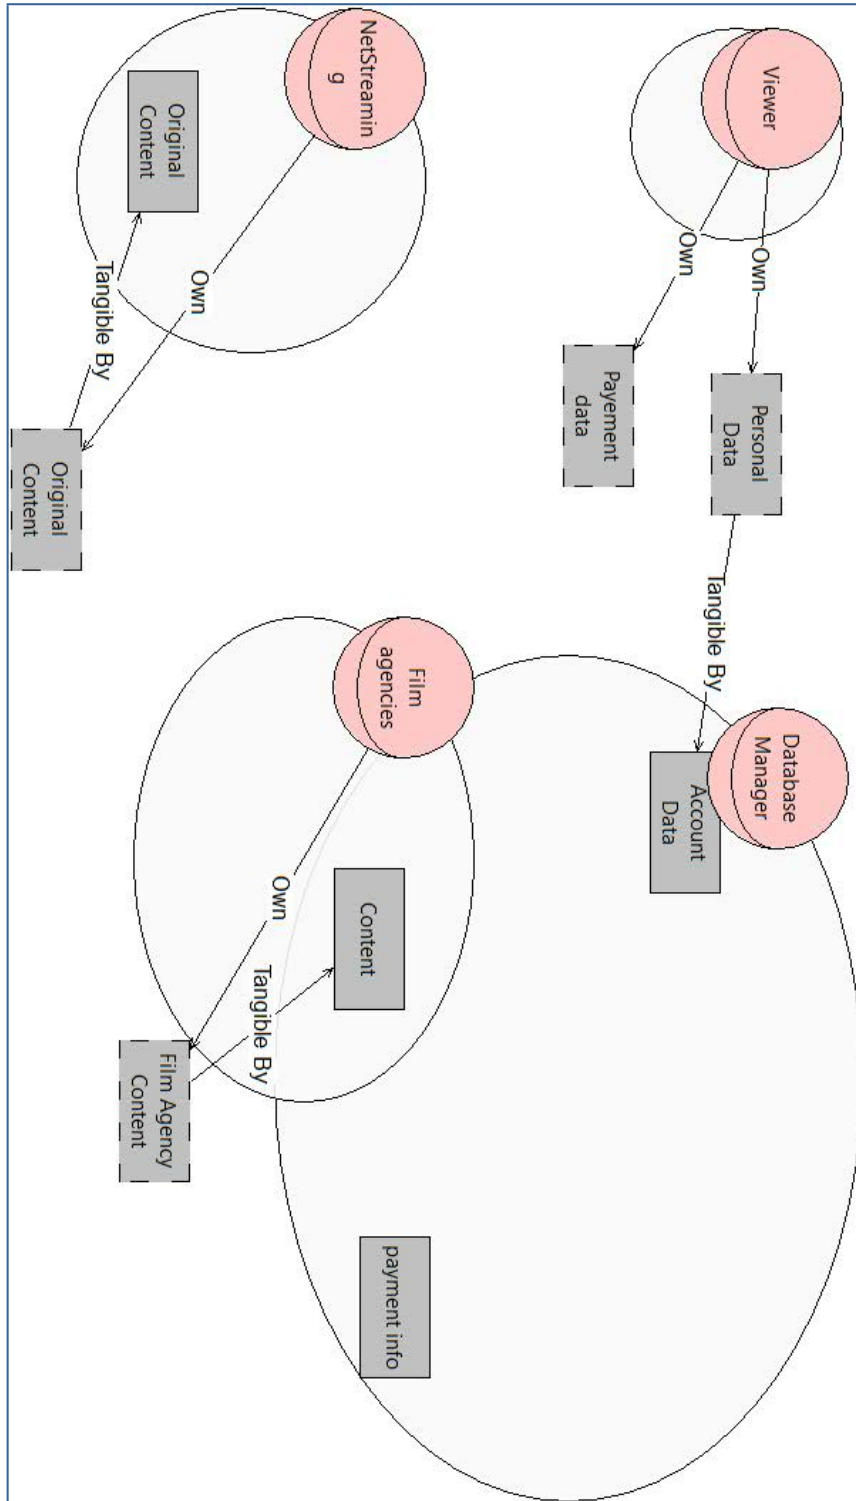 Viewer
Own
Own
Personal
Data
Payement
data
Tangible By
Database
Manager
Account
Data
payment info
NetStreamin
g
Original
Content
Own
Tangible By
Original
Content
Film
agencies
Content
Own
Tangible By
Film Agency
Content